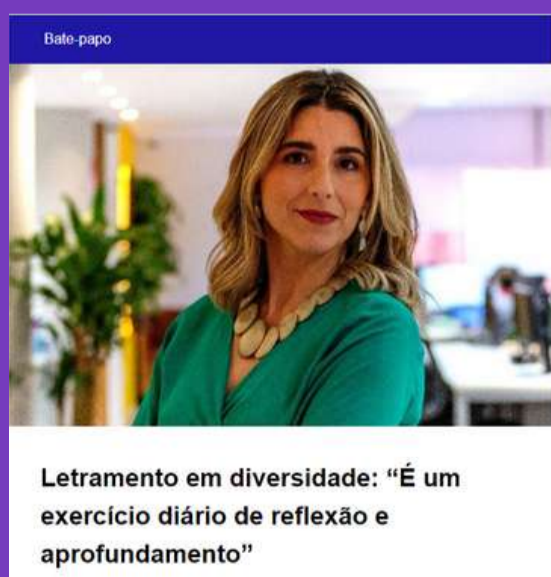 Bate-papo
Letramento em diversidade: “É um
exercício diário de reflexão e
aprofundamento”